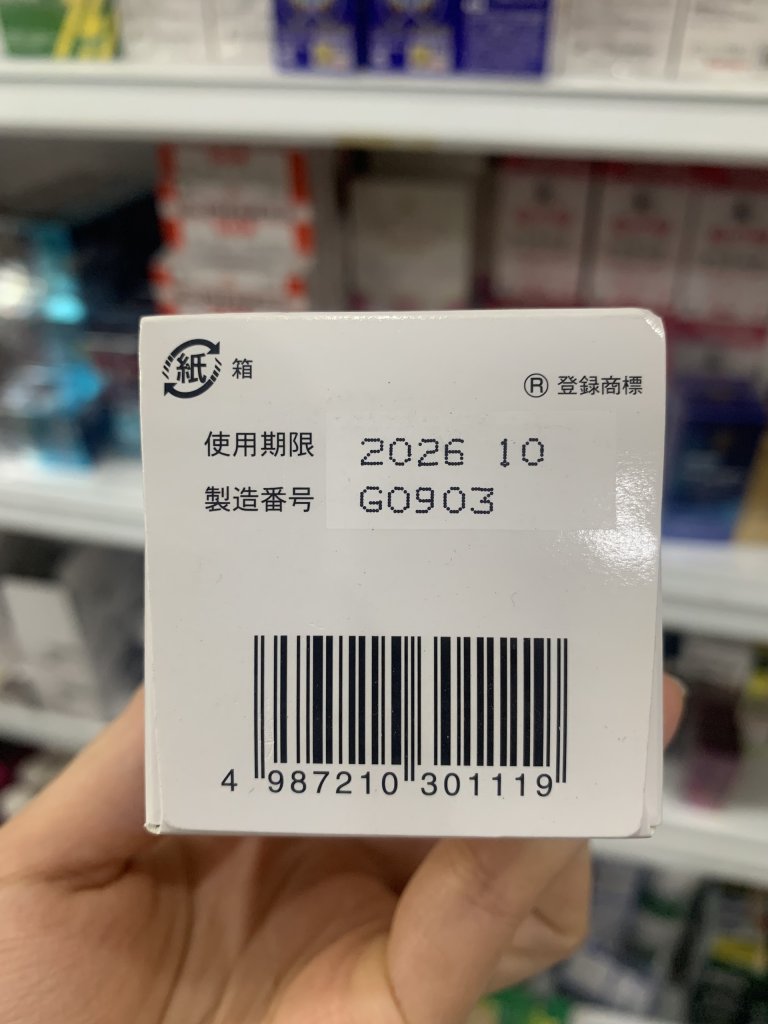 紙 箱
® 登録商標
使用期限 2026 10
製造番号 G0903
4 987210 301119